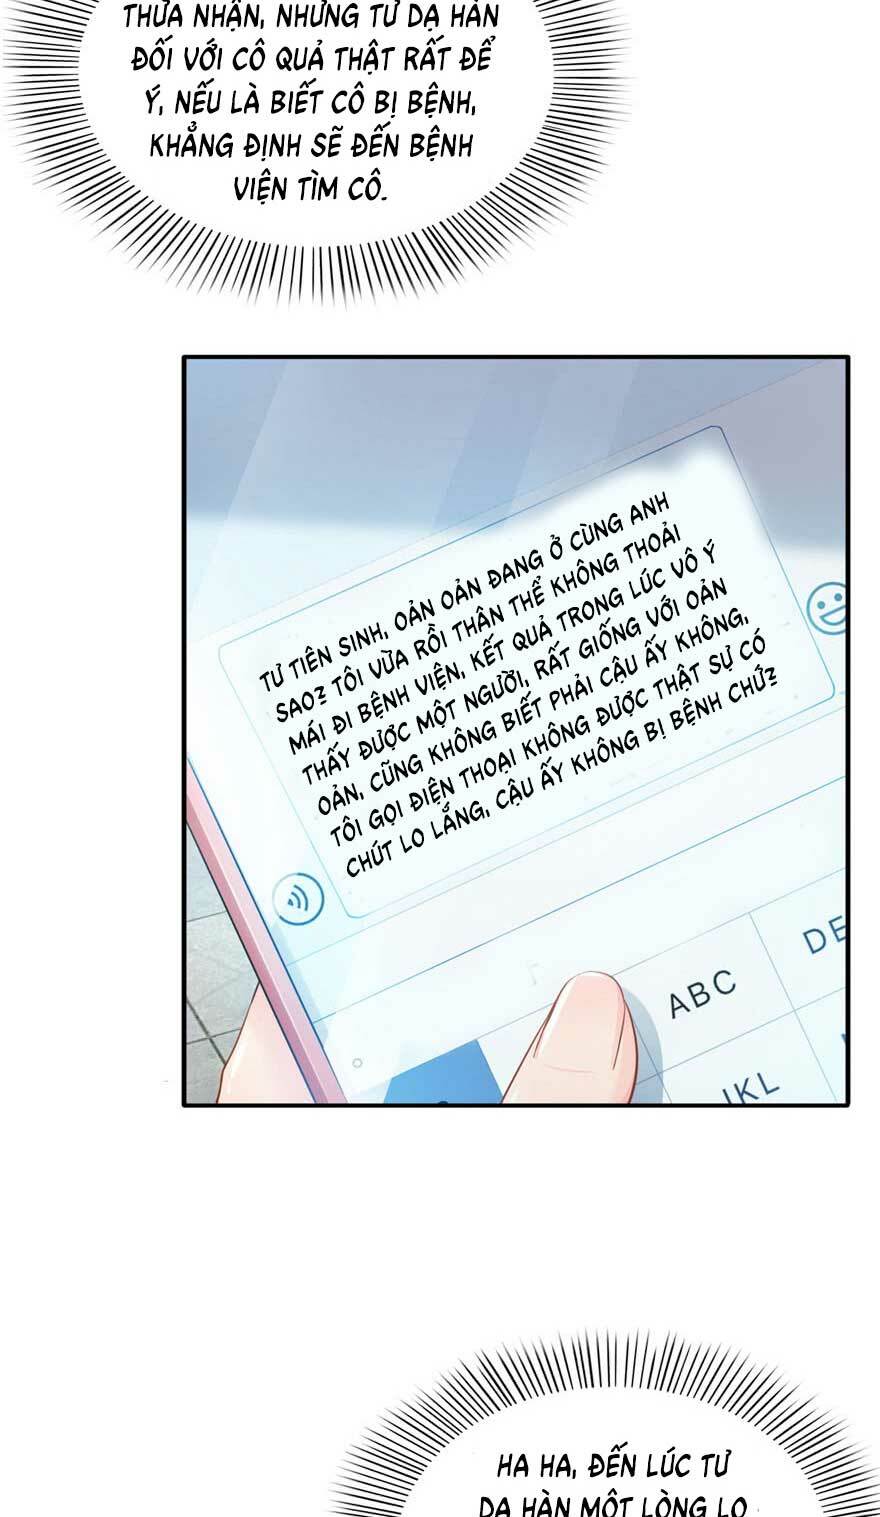 THỪA NHẬN, NHƯNG TƯ DẠ HÀN
ĐỐI VỚI CÔ QUẢ THẬT RẤT ĐỂ
Ý, NẾU LÀ BIẾT CÔ BỊ BỆNH,
KHẲNG ĐỊNH SẼ ĐẾN BỆNH
VIỆN TÌM CÔ.
TƯ TIÊN SINH, OẢN OẢN ĐANG Ở CÙNG ANH
SAO? TÔI VỪA RỒI THÂN THỂ KHÔNG THOẢI
MÁI ĐI BỆNH VIỆN, KẾT QUẢ TRONG LÚC VÔ Ý
THẤY ĐƯỢC MỘT NGƯỜI, RẤT GIỐNG VỚI OẢN
OẢN, CŨNG KHÔNG BIẾT PHẢI CẬU ẤY KHÔNG,
TÔI GỌI ĐIỆN THOẠI KHÔNG ĐƯỢC THẬT SỰ CÓ
CHÚT LO LẮNG, CẬU ẤY KHÔNG BỊ BỆNH CHỨ?
ABC
DE
JKL
HA HA, ĐẾN LÚC TƯ
DẠ HÀN MỘT LÒNG LO